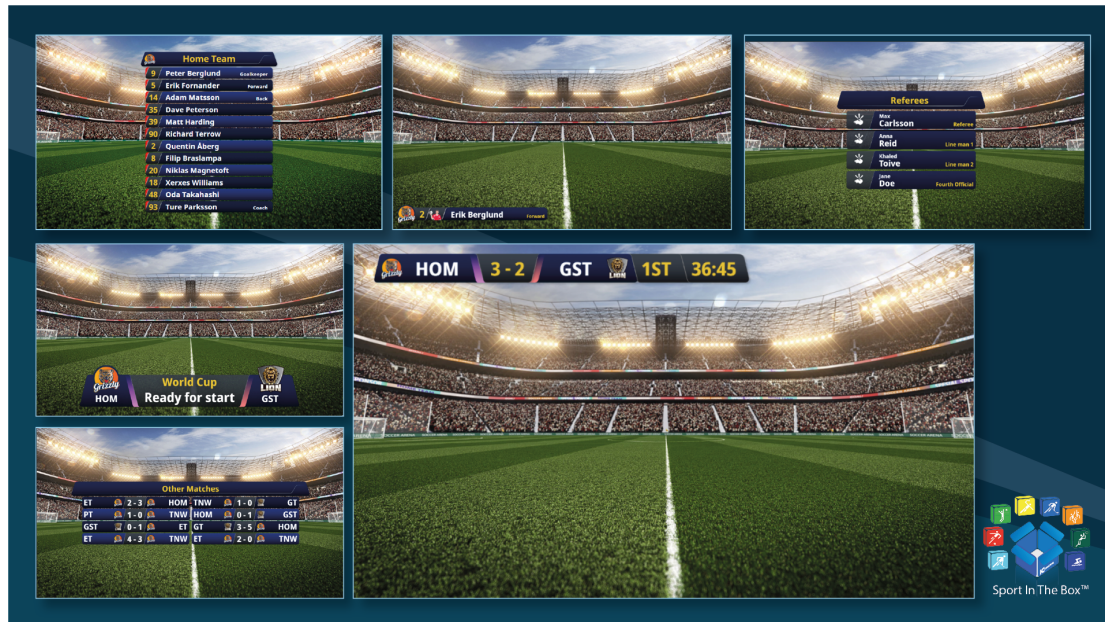 Home Team
9 Peter Berglund Goalkeeper
5 Erik Fornander Forward
14 Adam Matsson Back
35 Dave Peterson
39 Matt Harding
90 Richard Terrow
2 Quentin Åberg
8 Filip Braslampa
20 Niklas Magnetoft
18 Xerxes Williams
48 Oda Takahashi
93 Ture Parksson Coach
Grizzly 2 Erik Berglund Forward
Referees
Max
Carlsson Referee
Anna
Reid Line man 1
Khaled
Toive Line man 2
Jane
Doe Fourth Official
Grizzly World Cup LION
HOM Ready for start GST
Grizzly HOM 3 - 2 GST LION 1ST 36:45
Other Matches
ET 2 - 3 HOM TNW 1 - 0 GT
PT 1 - 0 TNW HOM 0 - 1 GST
GST 0 - 1 ET GT 3 - 5 HOM
ET 4 - 3 TNW ET 2 - 0 TNW
Sport In The Box™